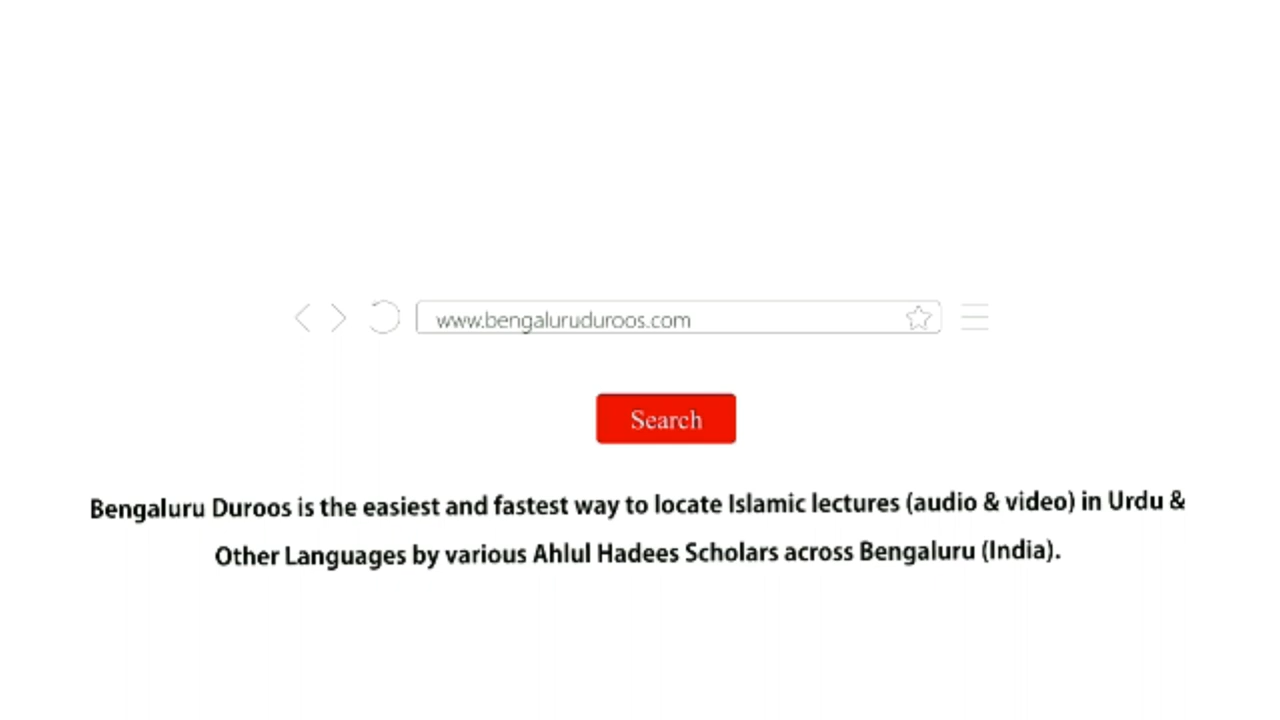 www.bengaluruduroos.com
Search
Bengaluru Duroos is the easiest and fastest way to locate Islamic lectures (audio & video) in Urdu &
Other Languages by various Ahlul Hadees Scholars across Bengaluru (India).